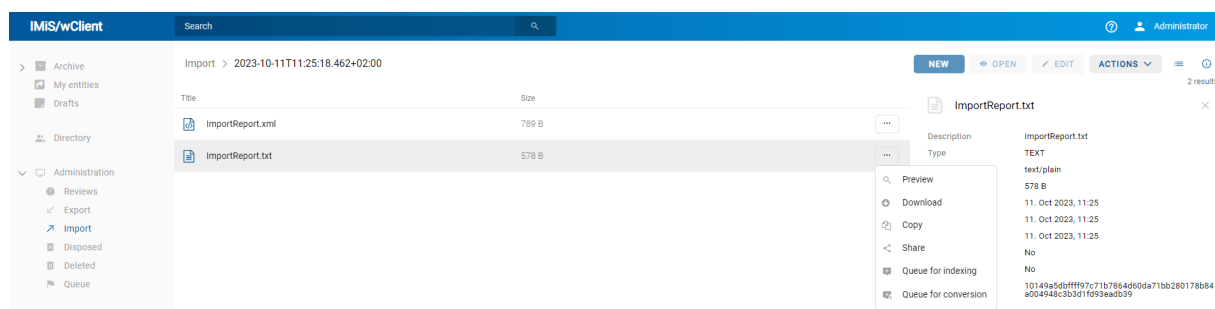 IMiS/wClient
Search
Administrator
Archive
My entities
Drafts
Directory
Administration
Reviews
Export
Import
Disposed
Deleted
Queue
Import > 2023-10-11T11:25:18.462+02:00
NEW
OPEN
EDIT
ACTIONS
2 result
Title Size
ImportReport.xml 789 B
ImportReport.txt 578 B
Preview
Download
Copy
Share
Queue for indexing
Queue for conversion
ImportReport.txt
Description ImportReport.txt
Type TEXT
text/plain
578 B
11. Oct 2023, 11:25
11. Oct 2023, 11:25
11. Oct 2023, 11:25
No
No
10149a5dbffff97c71b7864d60da71bb280178b84
a004948c3b3d1fd93eadb39